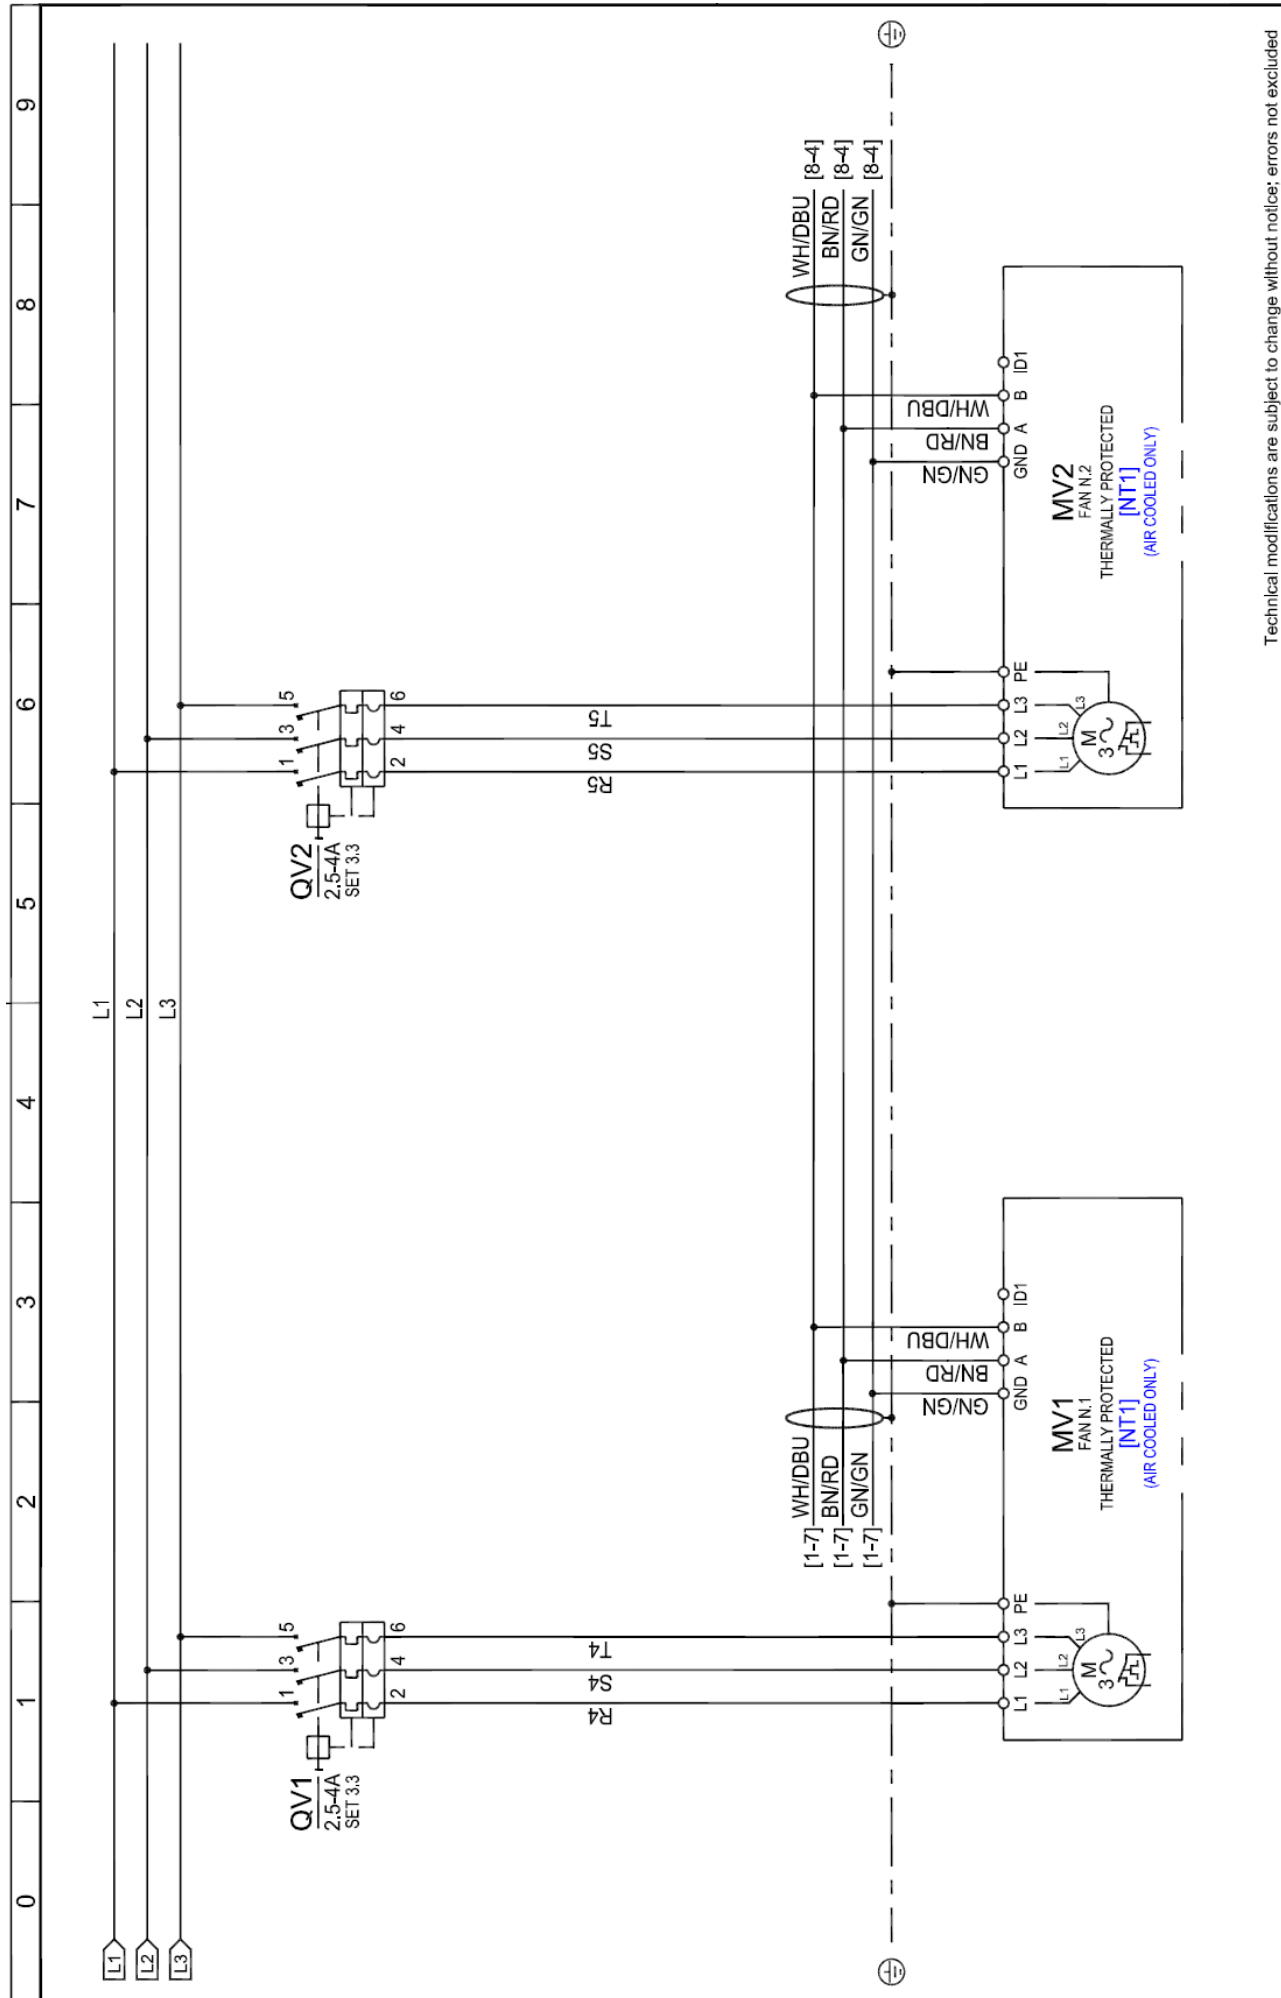 0 1 2 3 4 5 6 7 8 9
L1
L2
L3
L1
L2
L3
QV1
2.5-4A
SET 3.3
1 3 5
2 4 6
R4 S4 T4
QV2
2.5-4A
SET 3.3
1 3 5
2 4 6
R5 S5 T5
[1-7] WH/DBU
[1-7] BN/RD
[1-7] GN/GN
WH/DBU [8-4]
BN/RD [8-4]
GN/GN [8-4]
GN/GN BN/RD WH/DBU
GN/GN BN/RD WH/DBU
L1 L2 L3 PE GND A B ID1
L1 L2 L3
M
3
MV1
FAN N.1
THERMALLY PROTECTED
[NT1]
(AIR COOLED ONLY)
L1 L2 L3 PE GND A B ID1
L1 L2 L3
M
3
MV2
FAN N.2
THERMALLY PROTECTED
[NT1]
(AIR COOLED ONLY)
Technical modifications are subject to change without notice; errors not excluded